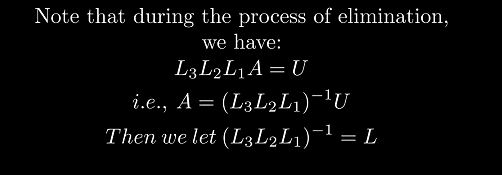 Note that during the process of elimination,
we have:
L₃L₂L₁A = U
i.e., A = (L₃L₂L₁)⁻¹U
Then we let (L₃L₂L₁)⁻¹ = L